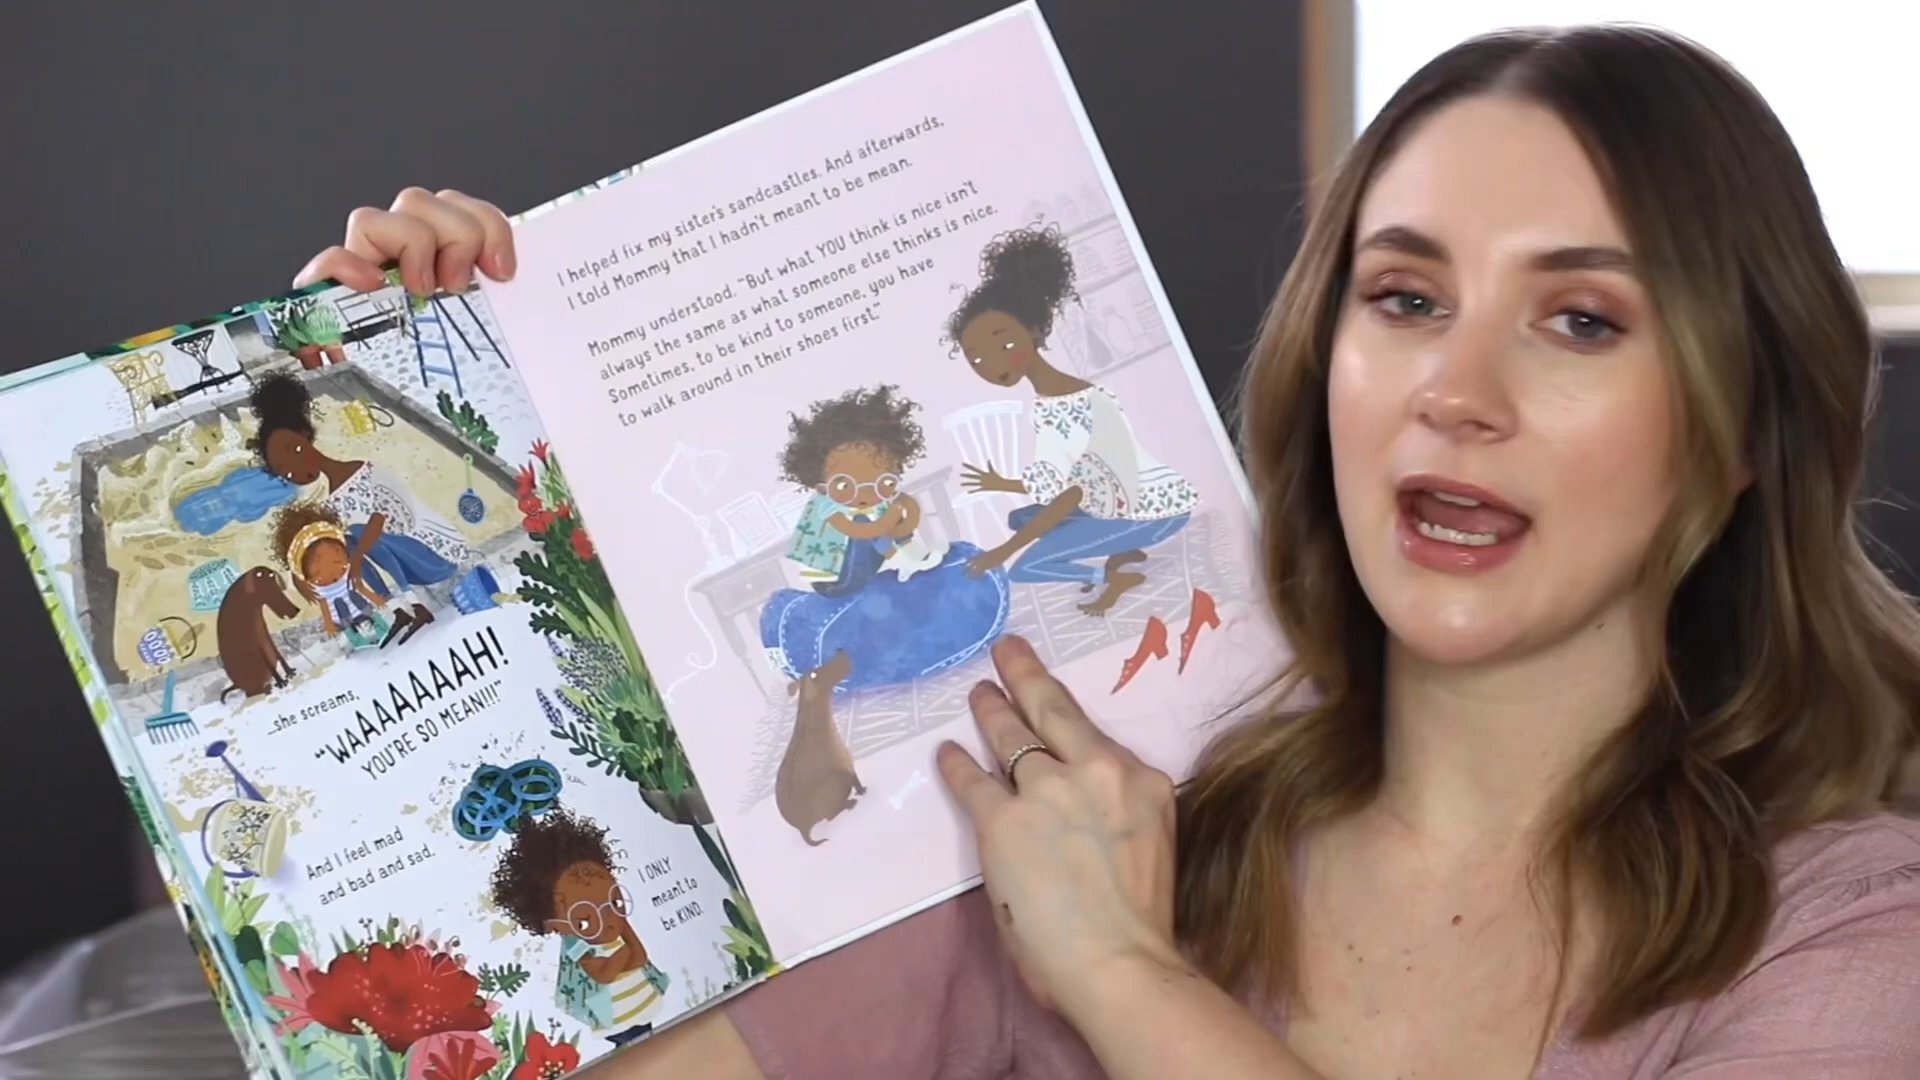 ...she screams,
"WAAAAAAH!
YOU'RE SO MEAN!!!"
And I feel mad
and bad and sad.
I ONLY
meant to
be KIND.
I helped fix my sister's sandcastles. And afterwards,
I told Mommy that I hadn't meant to be mean.
Mommy understood. "But what YOU think is nice isn't
always the same as what someone else thinks is nice.
Sometimes, to be kind to someone, you have
to walk around in their shoes first."